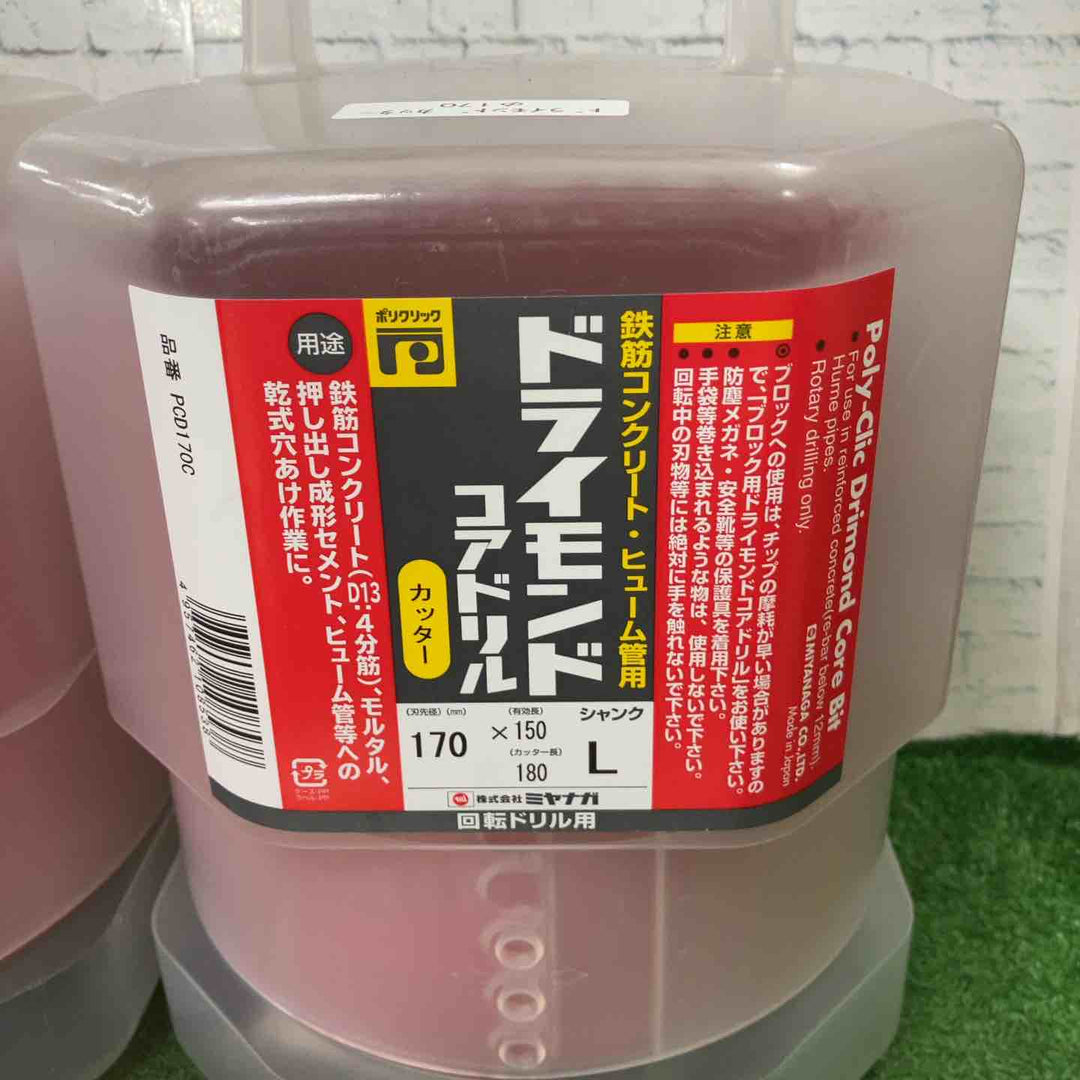 ドライモンド カッター
φ170
品番 PCD170C
用途
鉄筋コンクリート(D13:4分筋)、モルタル、
押し出し成形セメント、ヒューム管等への
乾式穴あけ作業に。
プラ
ポリクリック
鉄筋コンクリート・ヒューム管用
ドライモンド
コアドリル
カッター
(刃先径)(mm)
170
(有効長)
×150
(カッター長)
180
シャンク
L
株式会社 ミヤナガ
回転ドリル用
注意
◎ブロックへの使用は、チップの摩耗が早い場合がありますの
で、「ブロック用ドライモンドコアドリル」をお使い下さい。
●防塵メガネ・安全靴等の保護具を着用下さい。
●手袋等巻き込まれるような物は、使用しないで下さい。
●回転中の刃物等には絶対に手を触れないで下さい。
Poly-Clic Drimond Core Bit
● For use in reinforced concrete(re-bar below 12mm),
Hume pipes.
● Rotary drilling only.
MIYANAGA CO.,LTD.
Made in Japan